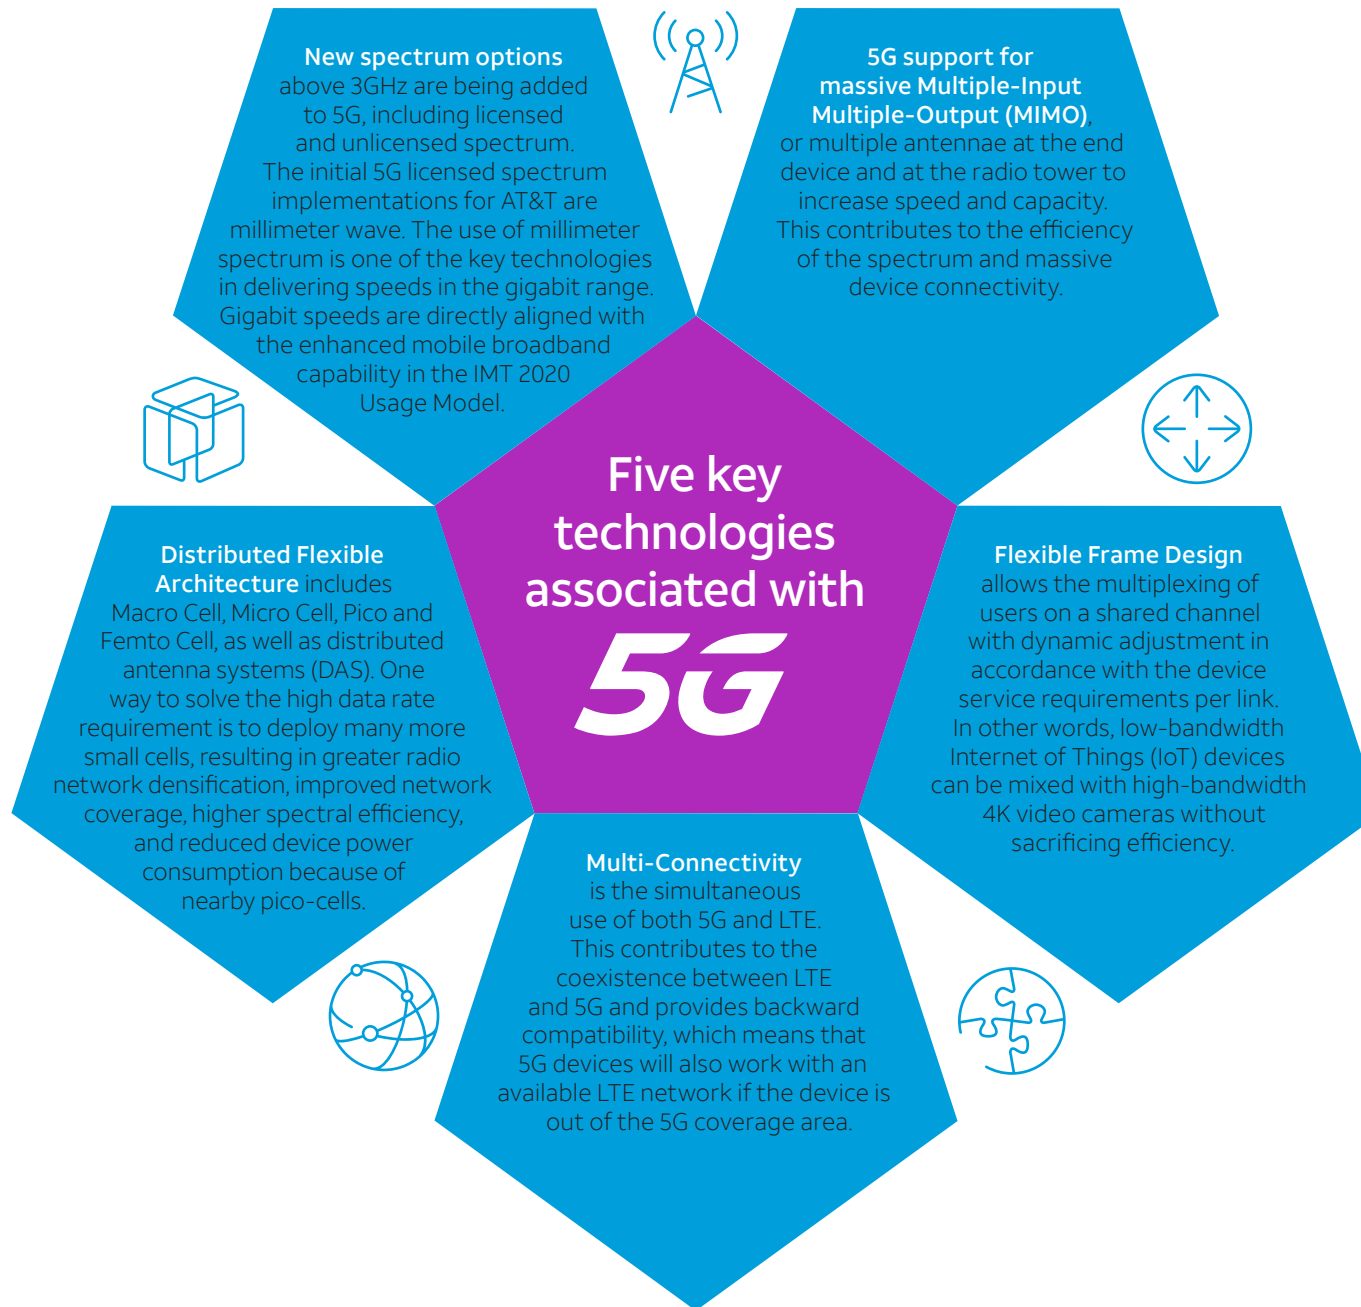 New spectrum options
above 3GHz are being added
to 5G, including licensed
and unlicensed spectrum.
The initial 5G licensed spectrum
implementations for AT&T are
millimeter wave. The use of millimeter
spectrum is one of the key technologies
in delivering speeds in the gigabit range.
Gigabit speeds are directly aligned with
the enhanced mobile broadband
capability in the IMT 2020
Usage Model.
5G support for
massive Multiple-Input
Multiple-Output (MIMO),
or multiple antennae at the end
device and at the radio tower to
increase speed and capacity.
This contributes to the efficiency
of the spectrum and massive
device connectivity.
Five key
technologies
associated with
5G
Distributed Flexible
Architecture includes
Macro Cell, Micro Cell, Pico and
Femto Cell, as well as distributed
antenna systems (DAS). One
way to solve the high data rate
requirement is to deploy many more
small cells, resulting in greater radio
network densification, improved network
coverage, higher spectral efficiency,
and reduced device power
consumption because of
nearby pico-cells.
Flexible Frame Design
allows the multiplexing of
users on a shared channel
with dynamic adjustment in
accordance with the device
service requirements per link.
In other words, low-bandwidth
Internet of Things (IoT) devices
can be mixed with high-bandwidth
4K video cameras without
sacrificing efficiency.
Multi-Connectivity
is the simultaneous
use of both 5G and LTE.
This contributes to the
coexistence between LTE
and 5G and provides backward
compatibility, which means that
5G devices will also work with an
available LTE network if the device is
out of the 5G coverage area.